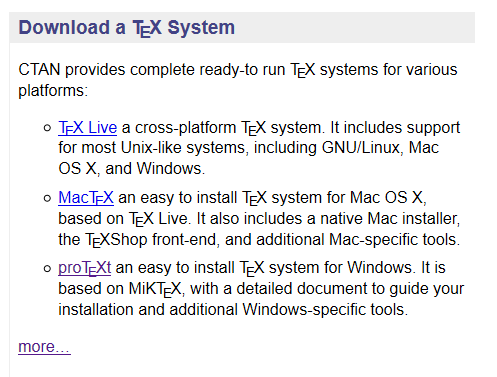 Download a TEX System
CTAN provides complete ready-to run TEX systems for various
platforms:
TEX Live a cross-platform TEX system. It includes support
for most Unix-like systems, including GNU/Linux, Mac
OS X, and Windows.
MacTEX an easy to install TEX system for Mac OS X,
based on TEX Live. It also includes a native Mac installer,
the TEXShop front-end, and additional Mac-specific tools.
proTEXt an easy to install TEX system for Windows. It is
based on MiKTEX, with a detailed document to guide your
installation and additional Windows-specific tools.
more…